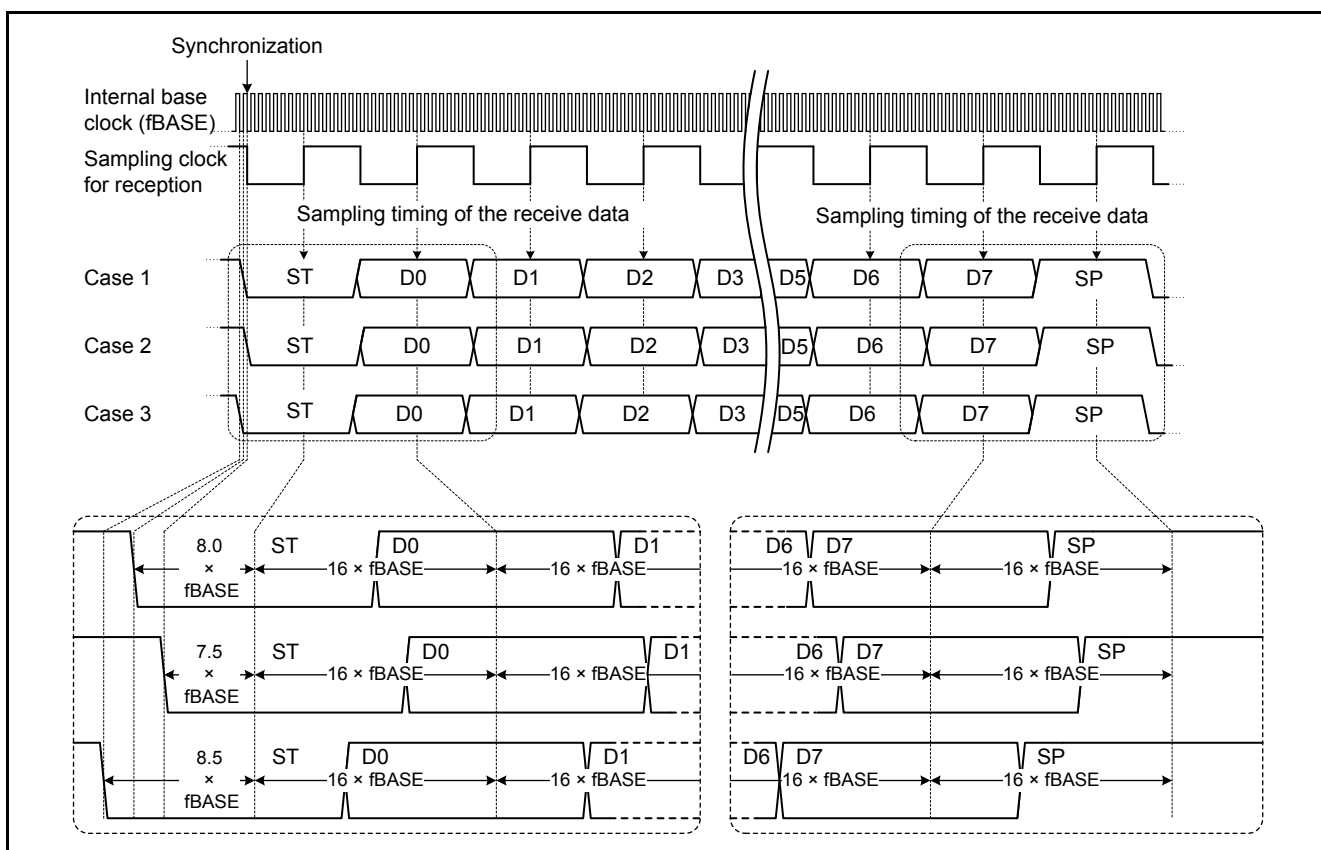 Synchronization
Internal base
clock (fBASE)
Sampling clock
for reception
Sampling timing of the receive data
Sampling timing of the receive data
Case 1
ST
D0
D1
D2
D3
D5
D6
D7
SP
Case 2
ST
D0
D1
D2
D3
D5
D6
D7
SP
Case 3
ST
D0
D1
D2
D3
D5
D6
D7
SP
8.0
×
fBASE
ST
16 × fBASE
D0
16 × fBASE
D1
D6
16 × fBASE
D7
16 × fBASE
SP
7.5
×
fBASE
ST
16 × fBASE
D0
16 × fBASE
D1
D6
16 × fBASE
D7
16 × fBASE
SP
8.5
×
fBASE
ST
16 × fBASE
D0
16 × fBASE
D1
D6
16 × fBASE
D7
16 × fBASE
SP